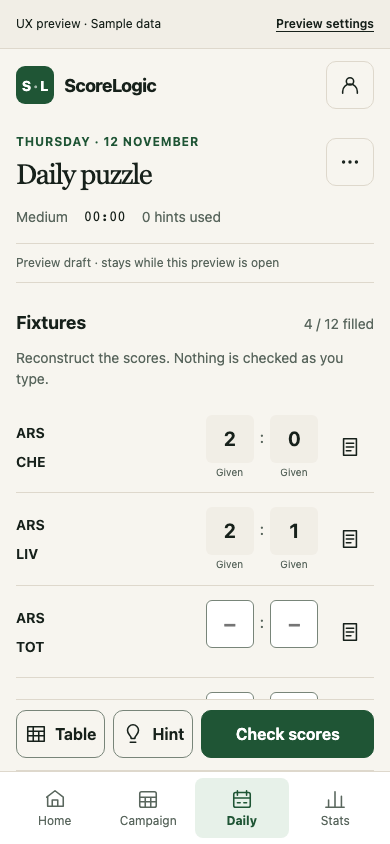 UX preview · Sample data
Preview settings
S·L
ScoreLogic
THURSDAY · 12 NOVEMBER
Daily puzzle
Medium 00:00 0 hints used
Preview draft · stays while this preview is open
Fixtures
4 / 12 filled
Reconstruct the scores. Nothing is checked as you
type.
ARS
CHE
2 : 0
Given Given
ARS
LIV
2 : 1
Given Given
ARS
TOT
– : –
Table
Hint
Check scores
Home
Campaign
Daily
Stats